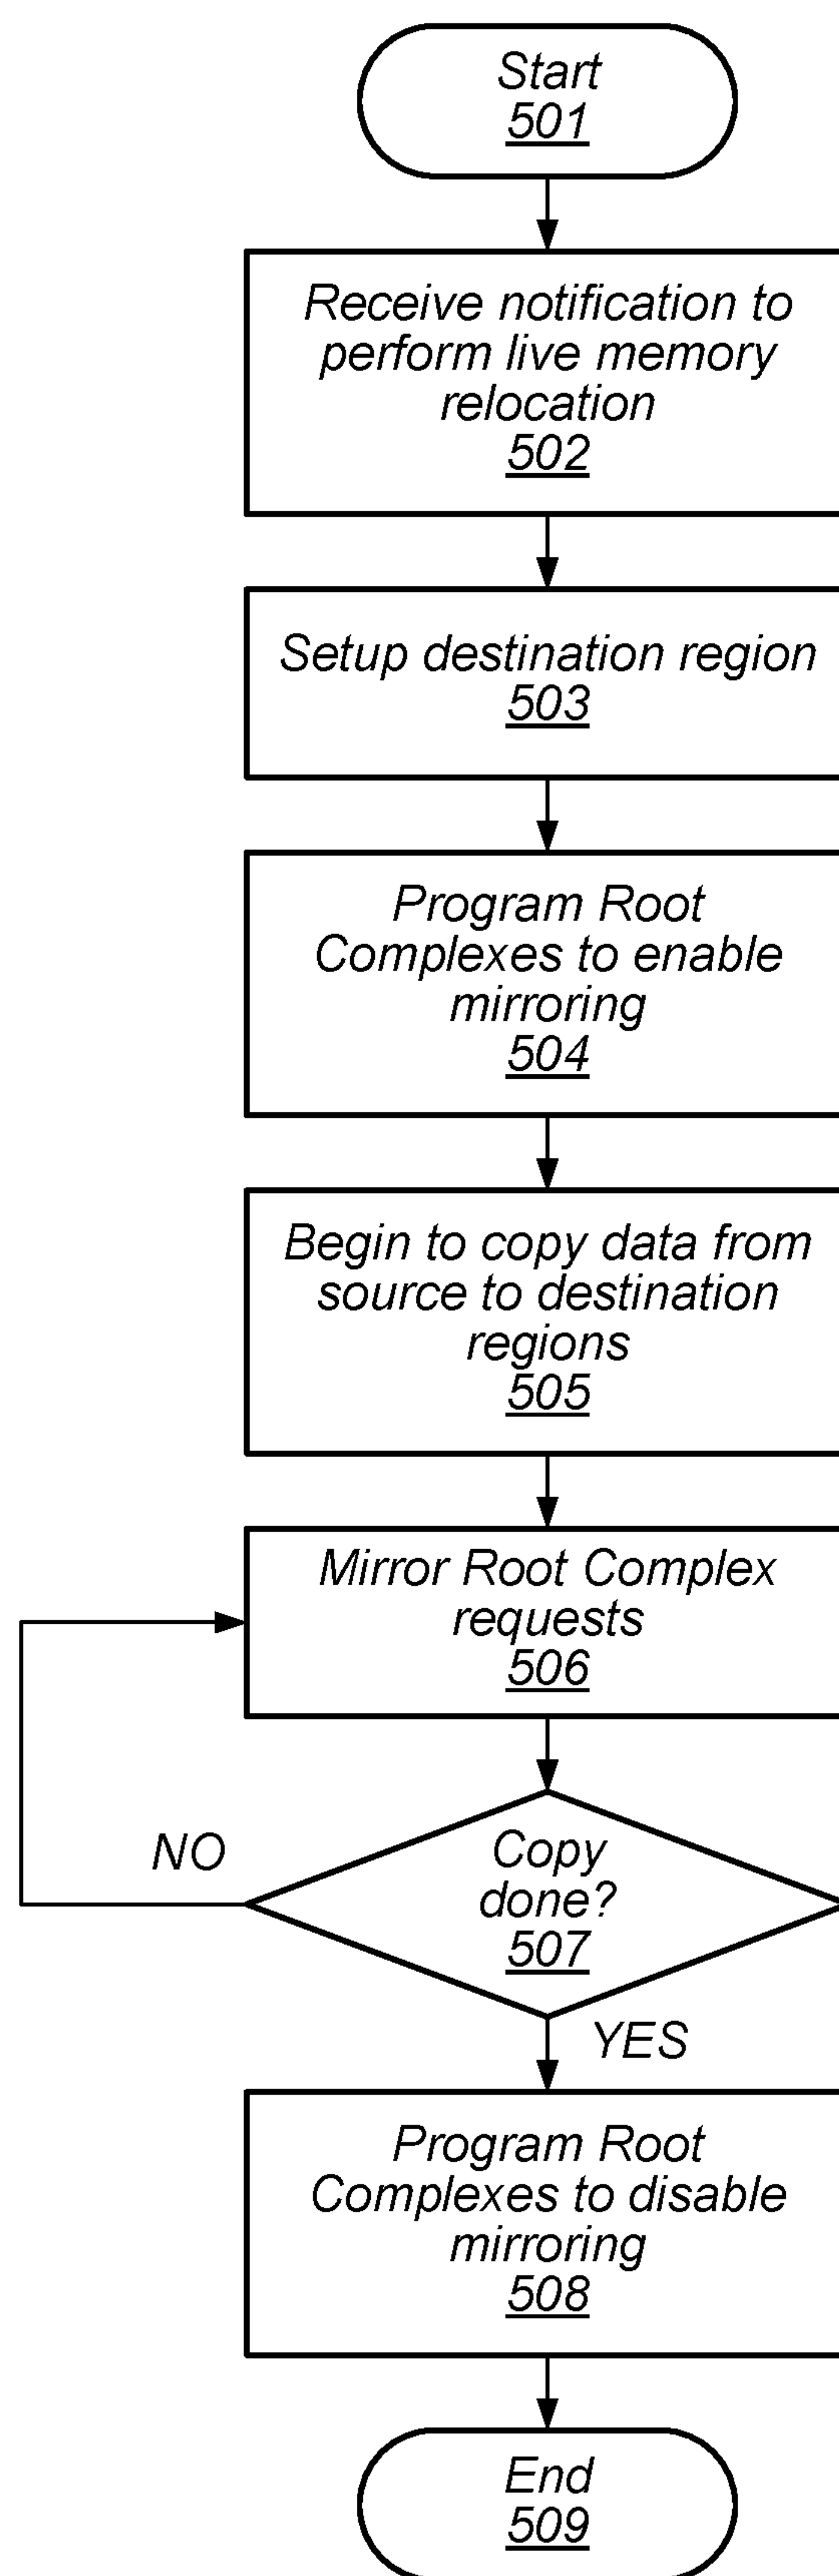 Start
501
Receive notification to
perform live memory
relocation
502
Setup destination region
503
Program Root
Complexes to enable
mirroring
504
Begin to copy data from
source to destination
regions
505
Mirror Root Complex
requests
506
NO
Copy
done?
507
YES
Program Root
Complexes to disable
mirroring
508
End
509